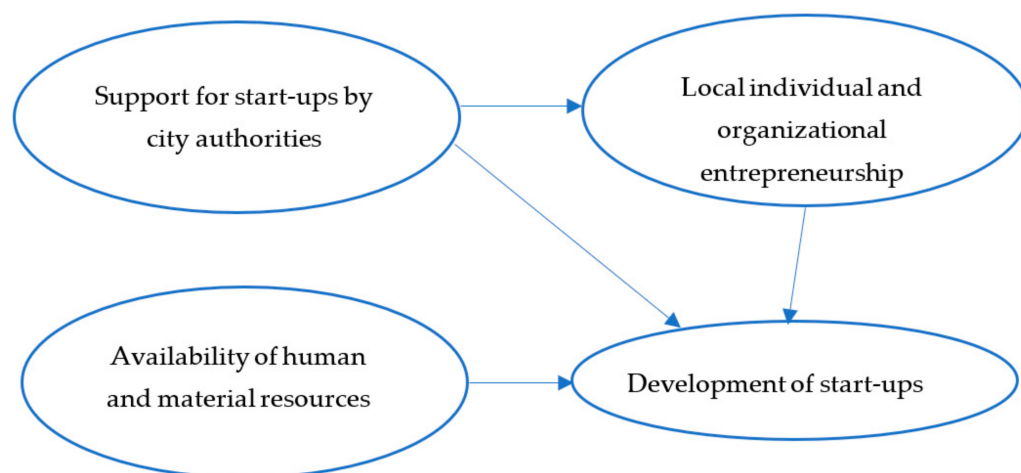 Support for start-ups by
city authorities
Local individual and
organizational
entrepreneurship
Availability of human
and material resources
Development of start-ups